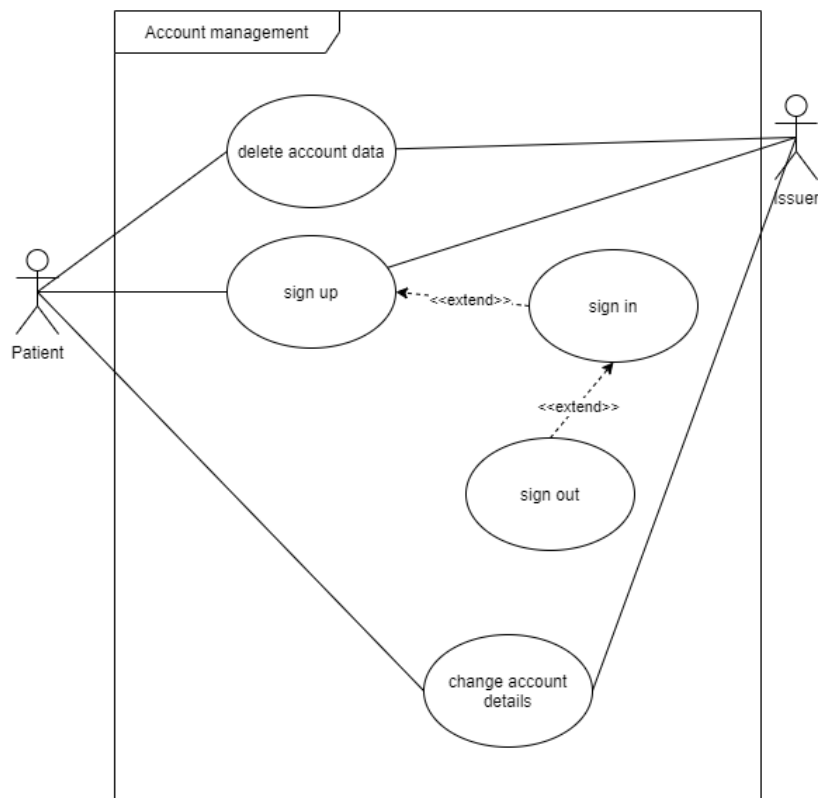 Account management
delete account data
Issuer
sign up
<<extend>>
sign in
Patient
<<extend>>
sign out
change account
details